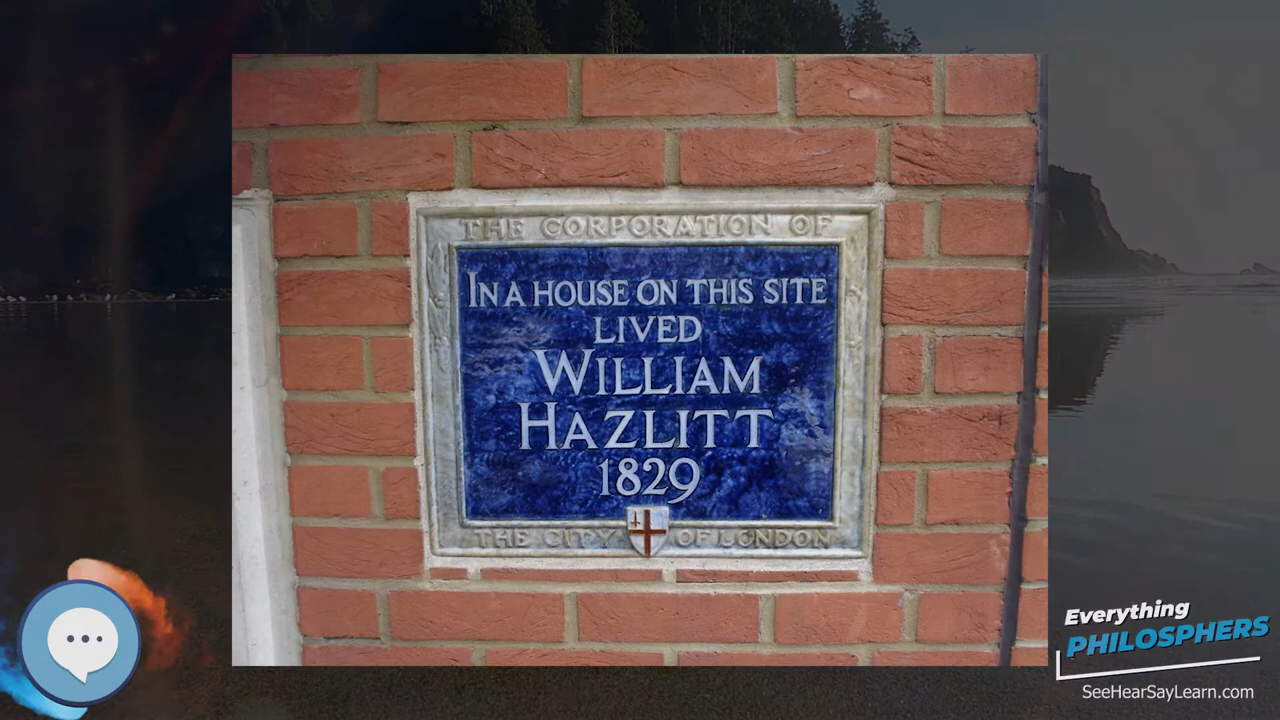 THE CORPORATION OF
IN A HOUSE ON THIS SITE
LIVED
WILLIAM
HAZLITT
1829
THE CITY OF LONDON
Everything
PHILOSPHERS
SeeHearSayLearn.com